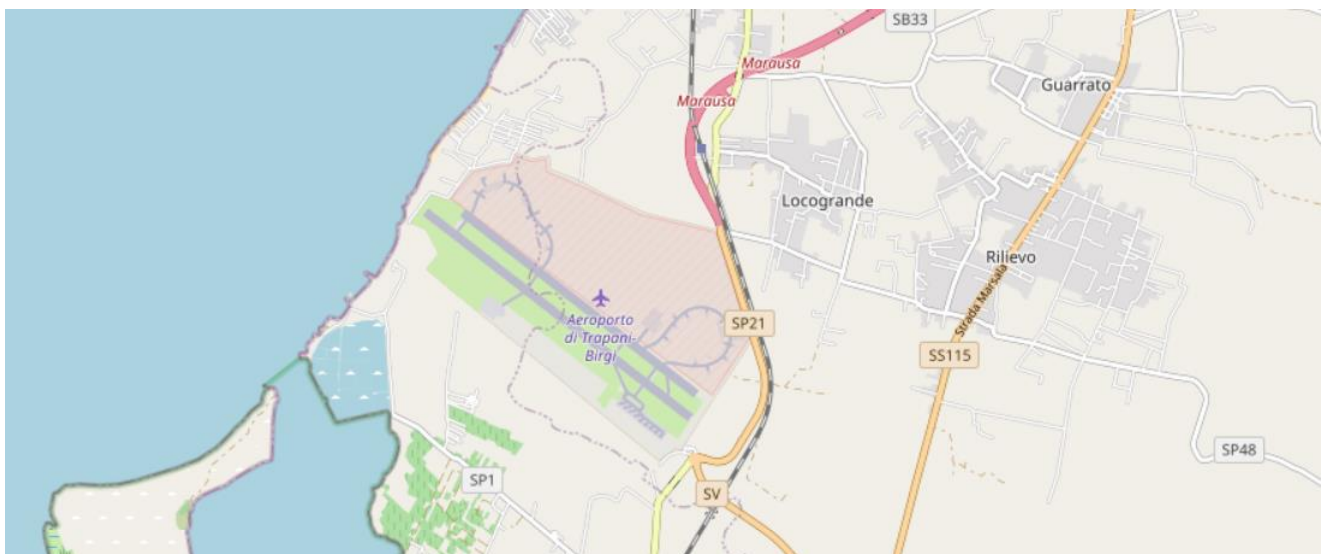 SB33
Marausa
Guarrato
Marausa
Locogrande
Rilievo
Aeroporto
di Trapani-
Birgi
SP21
Strada Marsala
SS115
SP48
SP1
SV